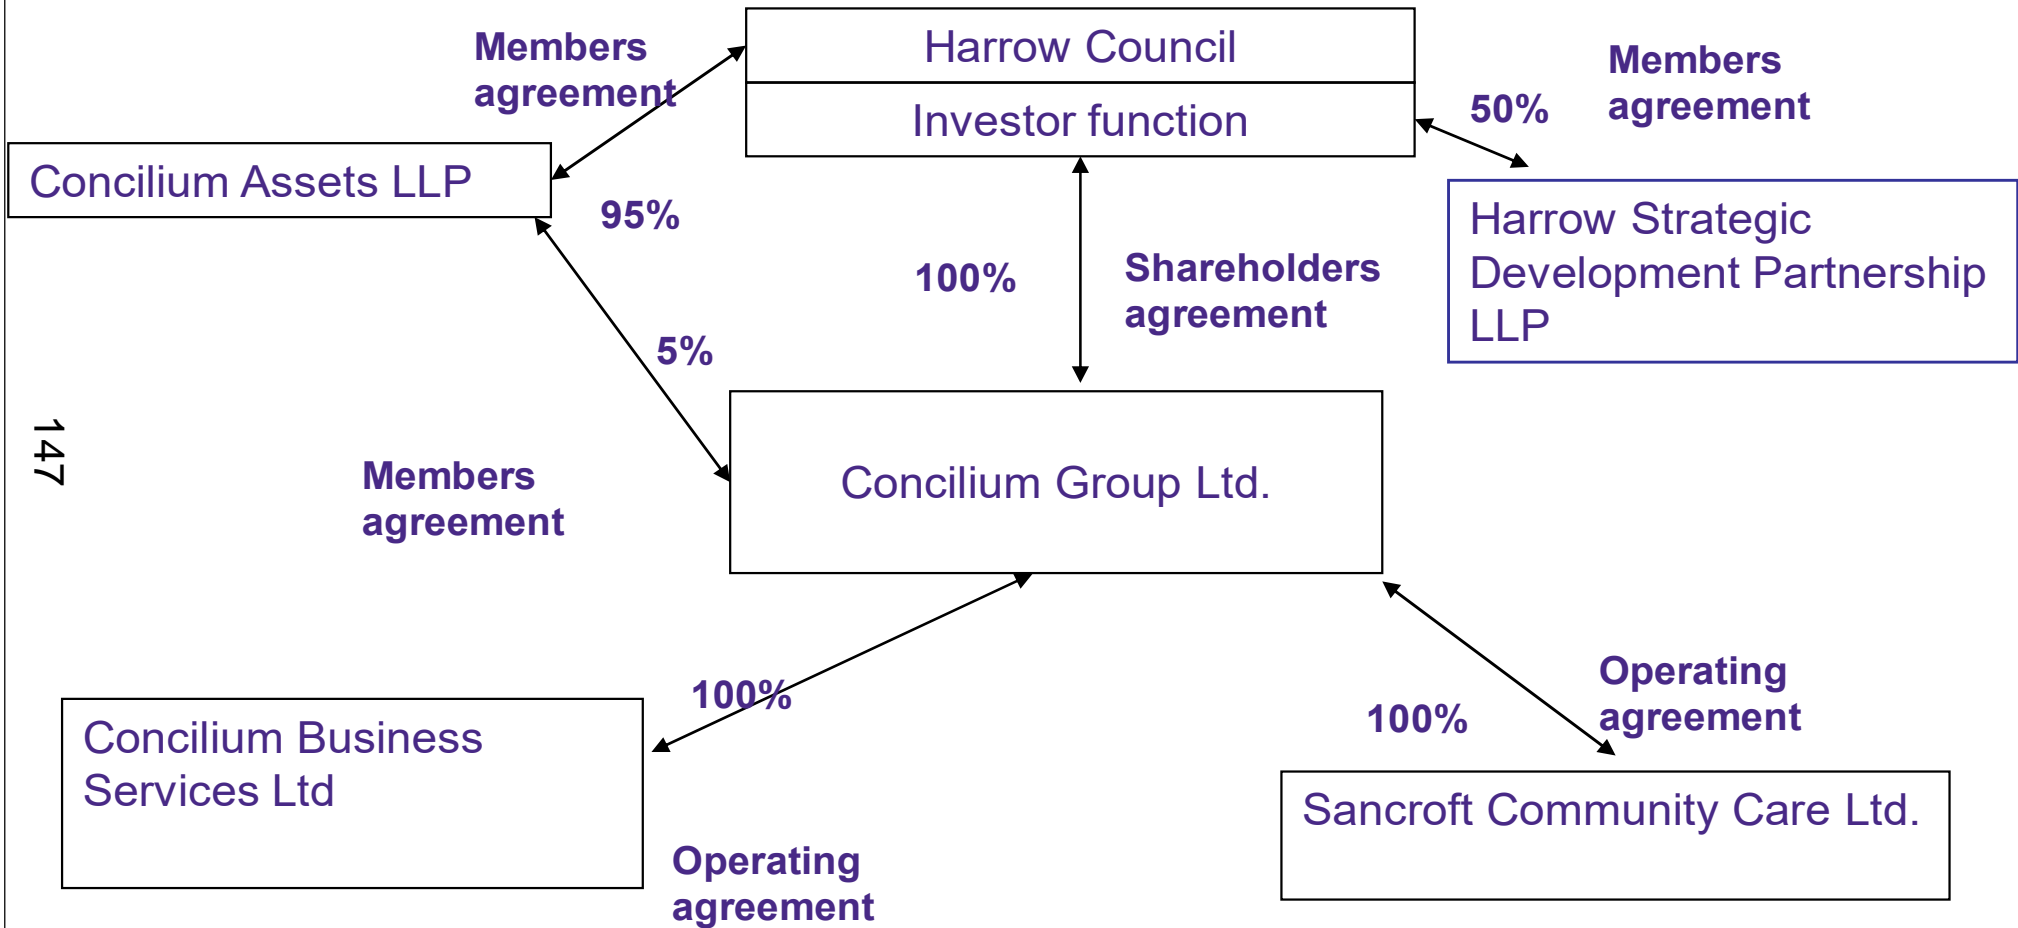 Harrow Council
Investor function
Members
agreement
50%
Members
agreement
Concilium Assets LLP
95%
Harrow Strategic
Development Partnership
LLP
100%
Shareholders
agreement
5%
147
Members
agreement
Concilium Group Ltd.
100%
Operating
agreement
100%
Concilium Business
Services Ltd
Sancroft Community Care Ltd.
Operating
agreement